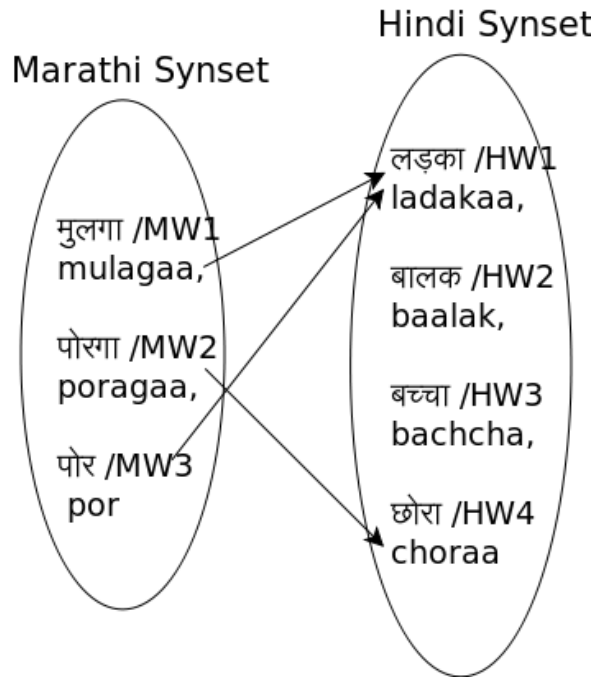 Marathi Synset
मुलगा /MW1
mulagaa,
पोरगा /MW2
poragaa,
पोर /MW3
por
Hindi Synset
लड़का /HW1
ladakaa,
बालक /HW2
baalak,
बच्चा /HW3
bachcha,
छोरा /HW4
choraa